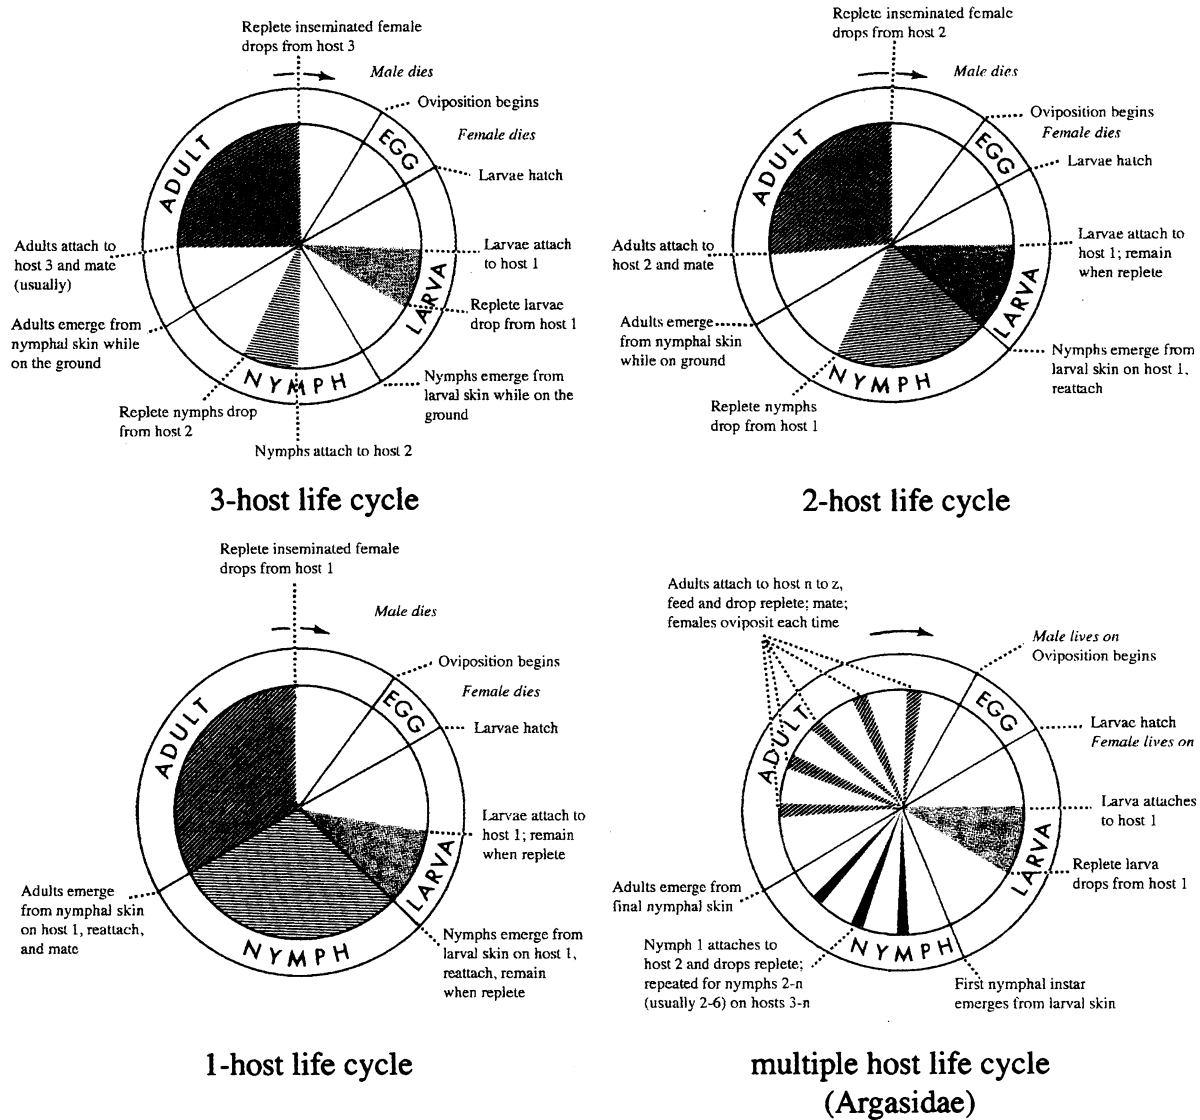 Replete inseminated female
drops from host 3
Male dies
Oviposition begins
EGG
Female dies
Larvae hatch
ADULT
Adults attach to
host 3 and mate
(usually)
Larvae attach
to host 1
LARVA
Replete larvae
drop from host 1
Adults emerge from
nymphal skin while
on the ground
NYMPH
Nymphs emerge from
larval skin while on the
ground
Replete nymphs drop
from host 2
Nymphs attach to host 2
3-host life cycle
Replete inseminated female
drops from host 2
Male dies
Oviposition begins
Female dies
EGG
Larvae hatch
ADULT
Adults attach to
host 2 and mate
Larvae attach to
host 1; remain
when replete
LARVA
Adults emerge
from nymphal skin
while on ground
Nymphs emerge from
larval skin on host 1,
reattach
NYMPH
Replete nymphs
drop from host 1
2-host life cycle
Replete inseminated female
drops from host 1
Male dies
Oviposition begins
EGG
Female dies
Larvae hatch
ADULT
Larvae attach to
host 1; remain
when replete
LARVA
Adults emerge
from nymphal skin
on host 1, reattach,
and mate
NYMPH
Nymphs emerge from
larval skin on host 1,
reattach, remain
when replete
1-host life cycle
Adults attach to host n to z,
feed and drop replete; mate;
females oviposit each time
Male lives on
Oviposition begins
EGG
Larvae hatch
Female lives on
ADULT
Larva attaches
to host 1
LARVA
Replete larva
drops from host 1
Adults emerge from
final nymphal skin
NYMPH
Nymph 1 attaches to
host 2 and drops replete;
repeated for nymphs 2-n
(usually 2-6) on hosts 3-n
First nymphal instar
emerges from larval skin
multiple host life cycle
(Argasidae)